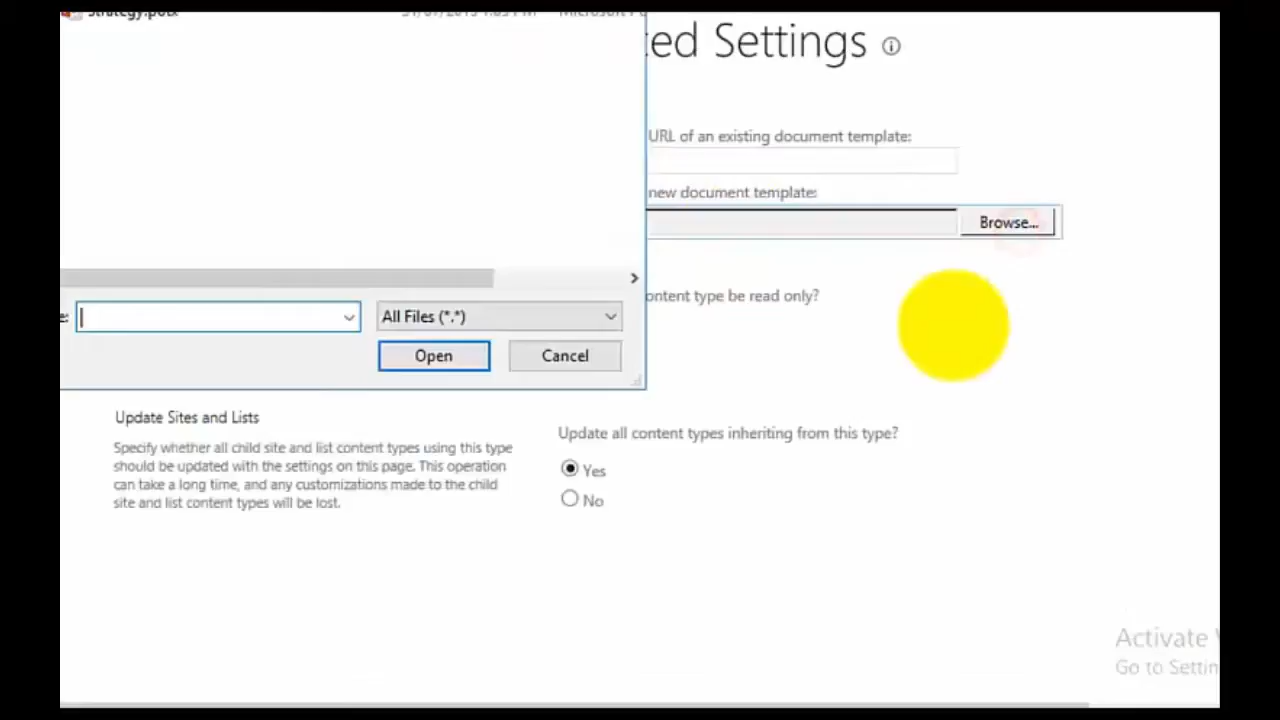 Strategy.potx
ted Settings
URL of an existing document template:
new document template:
Browse...
ontent type be read only?
e:
All Files (*.*)
Open
Cancel
Update Sites and Lists
Specify whether all child site and list content types using this type
should be updated with the settings on this page. This operation
can take a long time, and any customizations made to the child
site and list content types will be lost.
Update all content types inheriting from this type?
Yes
No
Activate
Go to Settin